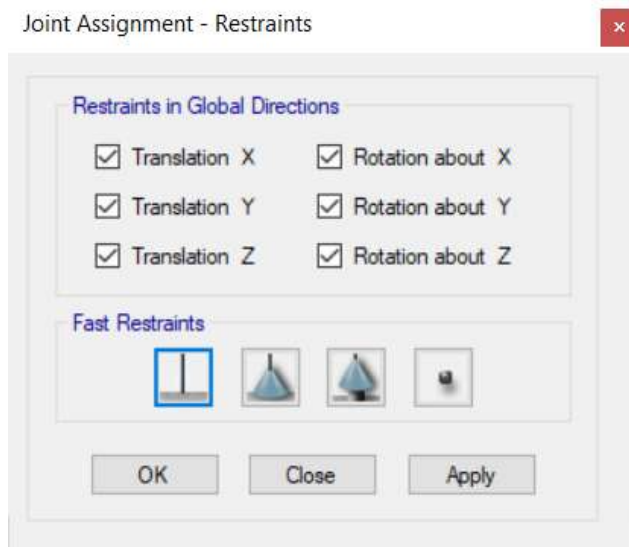 Joint Assignment - Restraints
Restraints in Global Directions
Translation X
Rotation about X
Translation Y
Rotation about Y
Translation Z
Rotation about Z
Fast Restraints
OK
Close
Apply